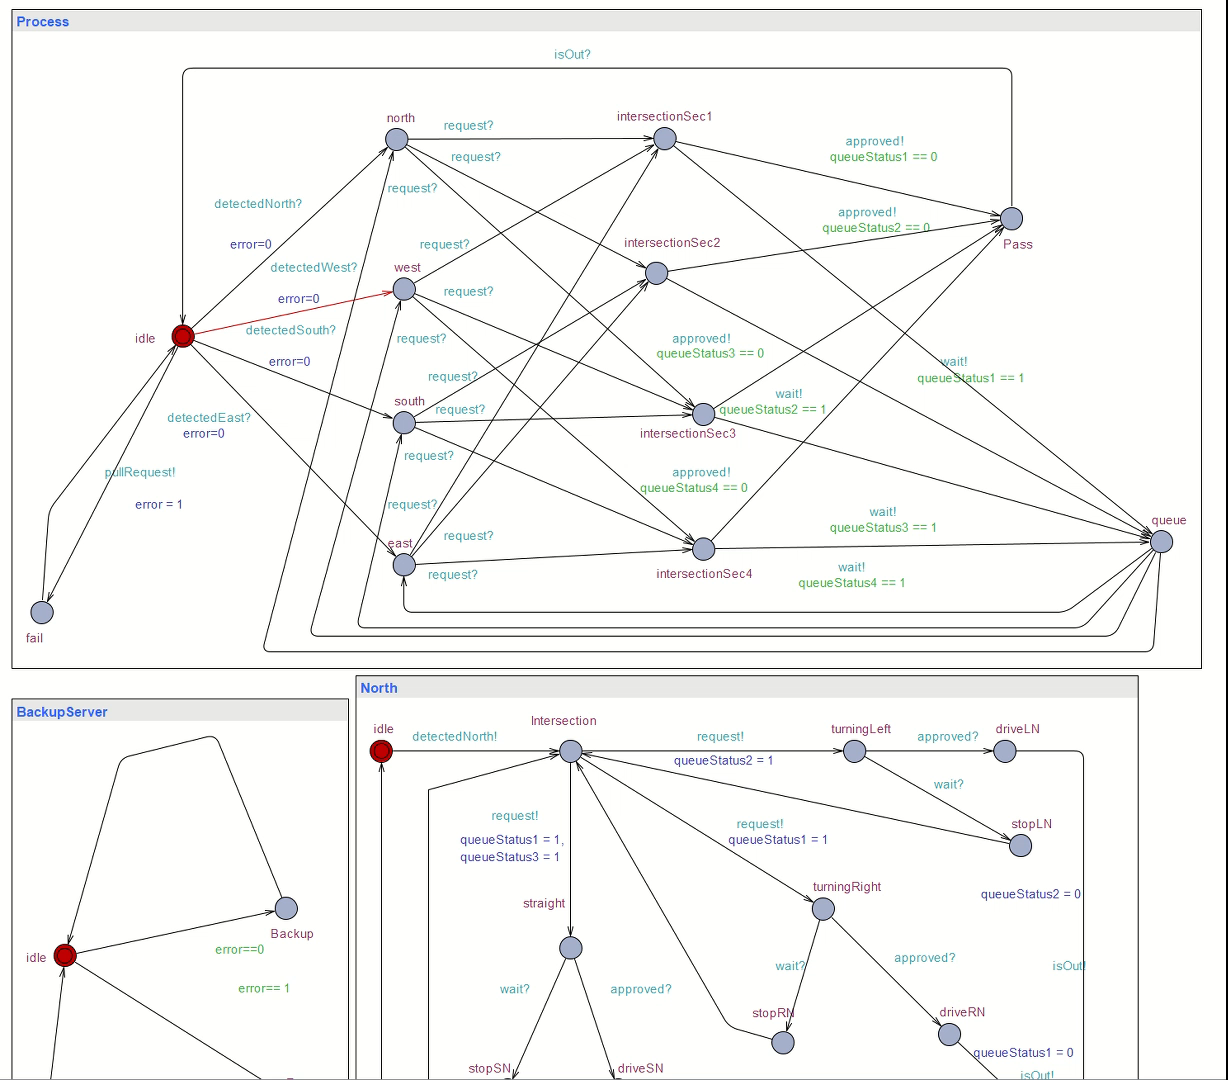 Process
isOut?
north
request?
intersectionSec1
request?
approved!
queueStatus1 == 0
request?
detectedNorth?
approved!
queueStatus2 == 0
error=0
request?
intersectionSec2
Pass
detectedWest?
west
error=0
request?
detectedSouth?
idle
request?
approved!
queueStatus3 == 0
error=0
wait!
queueStatus1 == 1
request?
wait!
queueStatus2 == 1
south
request?
detectedEast?
error=0
intersectionSec3
request?
pullRequest!
approved!
queueStatus4 == 0
error = 1
request?
wait!
queueStatus3 == 1
queue
east
request?
request?
intersectionSec4
wait!
queueStatus4 == 1
fail
BackupServer
idle
Backup
error==0
error== 1
North
idle
detectedNorth!
Intersection
request!
queueStatus2 = 1
turningLeft
approved?
driveLN
wait?
request!
queueStatus1 = 1,
queueStatus3 = 1
request!
queueStatus1 = 1
stopLN
turningRight
queueStatus2 = 0
straight
wait?
approved?
isOut!
wait?
approved?
stopRN
driveRN
queueStatus1 = 0
stopSN
driveSN
isOut!